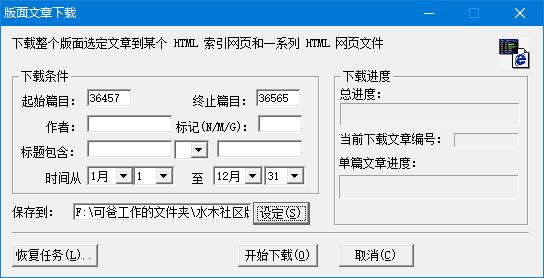 版面文章下载
下载整个版面选定文章到某个 HTML 索引网页和一系列 HTML 网页文件
下载条件
起始篇目： 36457 终止篇目： 36565
作者： 标记(N/M/G)：
标题包含：
时间从 1月 1 至 12月 31
下载进度
总进度：
当前下载文章编号：
单篇文章进度：
保存到： F:\可爸工作的文件夹\水木社区版 设定(S)
恢复任务(L).. 开始下载(O) 取消(C)